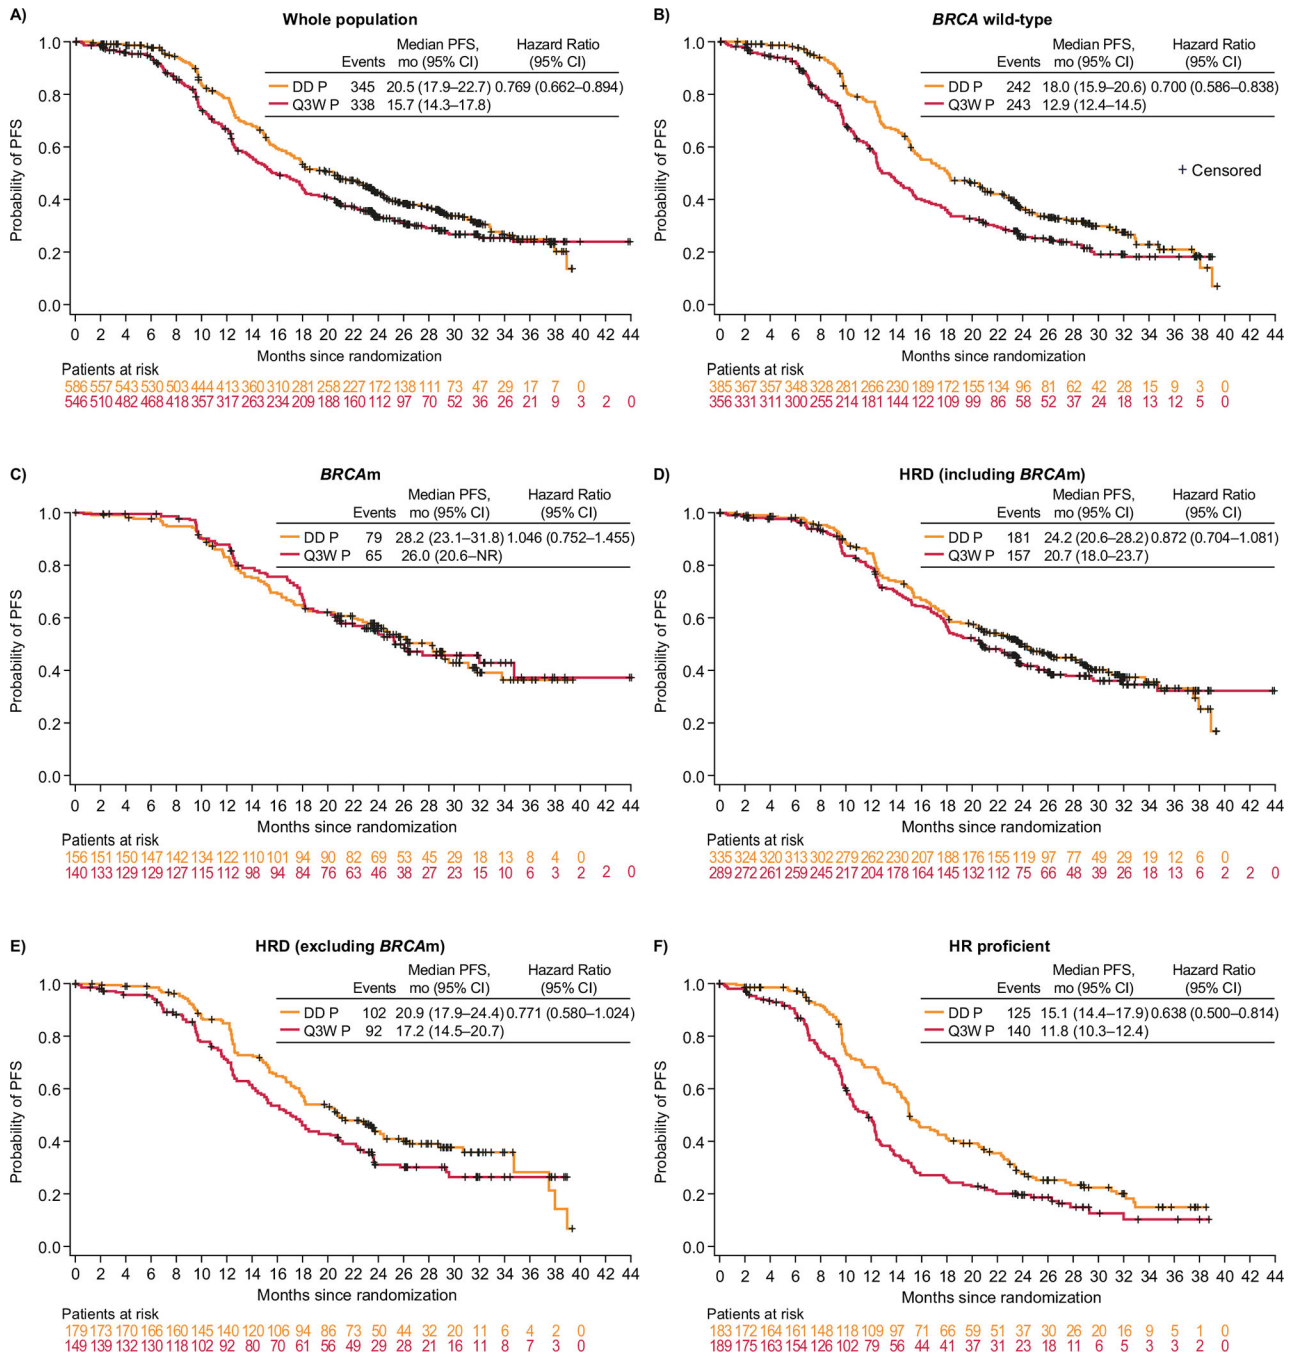 A) Whole population
Median PFS, Hazard Ratio
Events mo (95% CI) (95% CI)
DD P 345 20.5 (17.9–22.7) 0.769 (0.662–0.894)
Q3W P 338 15.7 (14.3–17.8)
Probability of PFS
1.0
0.8
0.6
0.4
0.2
0.0
0 2 4 6 8 10 12 14 16 18 20 22 24 26 28 30 32 34 36 38 40 42 44
Months since randomization
Patients at risk
586 557 543 530 503 444 413 360 310 281 258 227 172 138 111 73 47 29 17 7 0
546 510 482 468 418 357 317 263 234 209 188 160 112 97 70 52 36 26 21 9 3 2 0
B) BRCA wild-type
Median PFS, Hazard Ratio
Events mo (95% CI) (95% CI)
DD P 242 18.0 (15.9–20.6) 0.700 (0.586–0.838)
Q3W P 243 12.9 (12.4–14.5)
+ Censored
Probability of PFS
1.0
0.8
0.6
0.4
0.2
0.0
0 2 4 6 8 10 12 14 16 18 20 22 24 26 28 30 32 34 36 38 40 42 44
Months since randomization
Patients at risk
385 367 357 348 328 281 266 230 189 172 155 134 96 81 62 42 28 15 9 3 0
356 331 311 300 255 214 181 144 122 109 99 86 58 52 37 24 18 13 12 5 0
C) BRCAm
Median PFS, Hazard Ratio
Events mo (95% CI) (95% CI)
DD P 79 28.2 (23.1–31.8) 1.046 (0.752–1.455)
Q3W P 65 26.0 (20.6–NR)
Probability of PFS
1.0
0.8
0.6
0.4
0.2
0.0
0 2 4 6 8 10 12 14 16 18 20 22 24 26 28 30 32 34 36 38 40 42 44
Months since randomization
Patients at risk
156 151 150 147 142 134 122 110 101 94 90 82 69 53 45 29 18 13 8 4 0
140 133 129 129 127 115 112 98 94 84 76 63 46 38 27 23 15 10 6 3 2 2 0
D) HRD (including BRCAm)
Median PFS, Hazard Ratio
Events mo (95% CI) (95% CI)
DD P 181 24.2 (20.6–28.2) 0.872 (0.704–1.081)
Q3W P 157 20.7 (18.0–23.7)
Probability of PFS
1.0
0.8
0.6
0.4
0.2
0.0
0 2 4 6 8 10 12 14 16 18 20 22 24 26 28 30 32 34 36 38 40 42 44
Months since randomization
Patients at risk
335 324 320 313 302 279 262 230 207 188 176 155 119 97 77 49 29 19 12 6 0
289 272 261 259 245 217 204 178 164 145 132 112 75 66 48 39 26 18 13 6 2 2 0
E) HRD (excluding BRCAm)
Median PFS, Hazard Ratio
Events mo (95% CI) (95% CI)
DD P 102 20.9 (17.9–24.4) 0.771 (0.580–1.024)
Q3W P 92 17.2 (14.5–20.7)
Probability of PFS
1.0
0.8
0.6
0.4
0.2
0.0
0 2 4 6 8 10 12 14 16 18 20 22 24 26 28 30 32 34 36 38 40 42 44
Months since randomization
Patients at risk
179 173 170 166 160 145 140 120 106 94 86 73 50 44 32 20 11 6 4 2 0
149 139 132 130 118 102 92 80 70 61 56 49 29 28 21 16 11 8 7 3 0
F) HR proficient
Median PFS, Hazard Ratio
Events mo (95% CI) (95% CI)
DD P 125 15.1 (14.4–17.9) 0.638 (0.500–0.814)
Q3W P 140 11.8 (10.3–12.4)
Probability of PFS
1.0
0.8
0.6
0.4
0.2
0.0
0 2 4 6 8 10 12 14 16 18 20 22 24 26 28 30 32 34 36 38 40 42 44
Months since randomization
Patients at risk
183 172 164 161 148 118 109 97 71 66 59 51 37 30 26 20 16 9 5 1 0
189 175 163 154 126 102 79 56 44 41 37 31 23 18 11 6 5 3 3 2 0